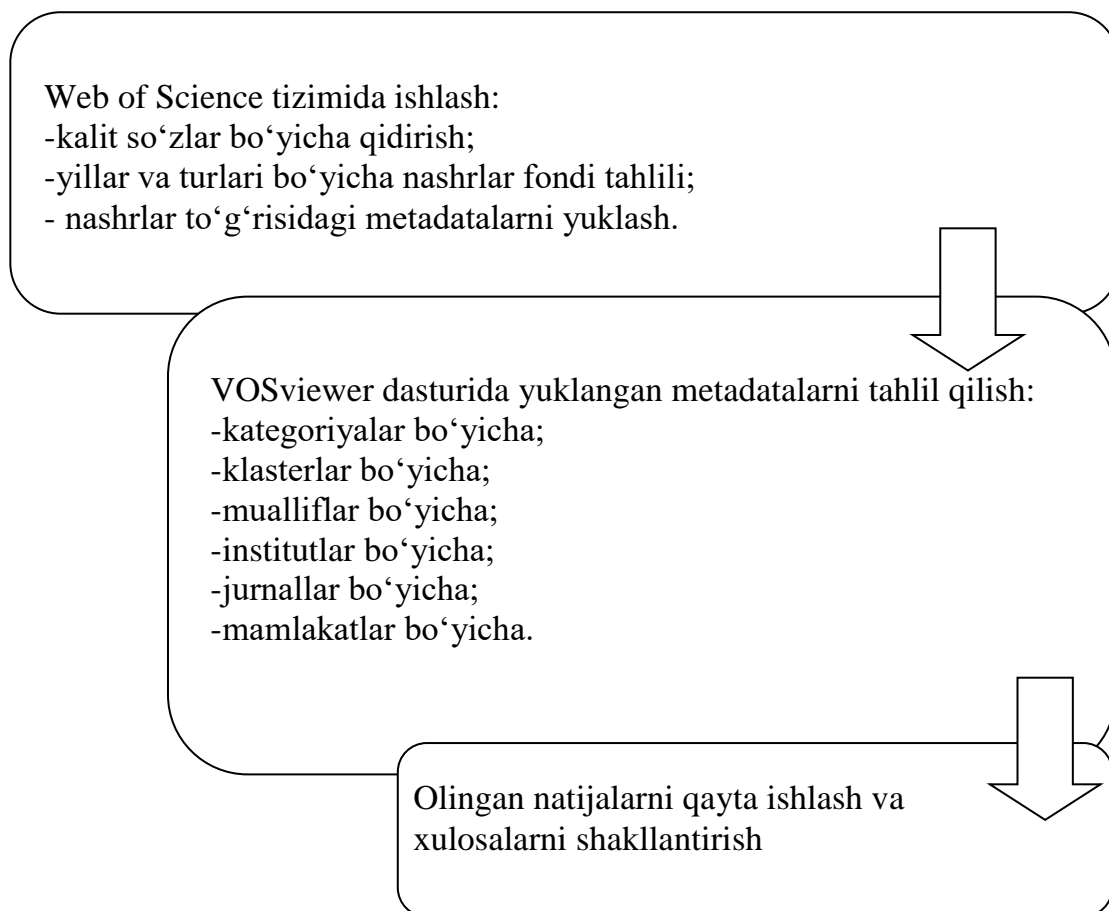 Web of Science tizimida ishlash:
-kalit so‘zlar bo‘yicha qidirish;
-yillar va turlari bo‘yicha nashrlar fondi tahlili;
- nashrlar to‘g‘risidagi metadatalarni yuklash.
VOSviewer dasturida yuklangan metadatalarni tahlil qilish:
-kategoriyalar bo‘yicha;
-klasterlar bo‘yicha;
-mualliflar bo‘yicha;
-institutlar bo‘yicha;
-jurnallar bo‘yicha;
-mamlakatlar bo‘yicha.
Olingan natijalarni qayta ishlash va
xulosalarni shakllantirish